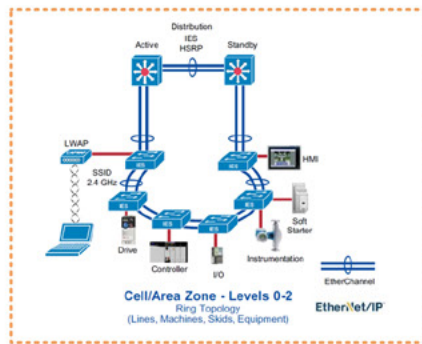 Distribution
IES
HSRP
Active
Standby
LWAP
SSID
2.4 GHz
HMI
IES
IES
IES
IES
IES
IES
Soft
Starter
Drive
Controller
I/O
Instrumentation
EtherChannel
Cell/Area Zone - Levels 0-2
Ring Topology
(Lines, Machines, Skids, Equipment)
EtherNet/IP